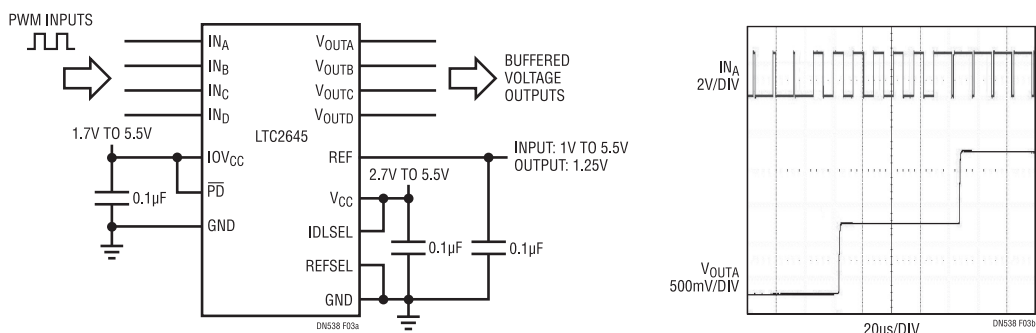 PWM INPUTS
IN_A
IN_B
IN_C
IN_D
1.7V TO 5.5V
IOV_CC
0.1µF
PD
GND
LTC2645
V_OUTA
V_OUTB
V_OUTC
V_OUTD
BUFFERED
VOLTAGE
OUTPUTS
REF
INPUT: 1V TO 5.5V
OUTPUT: 1.25V
2.7V TO 5.5V
V_CC
IDLSEL
0.1µF
0.1µF
REFSEL
GND
DN538 F03a
IN_A
2V/DIV
V_OUTA
500mV/DIV
20µs/DIV
DN538 F03b